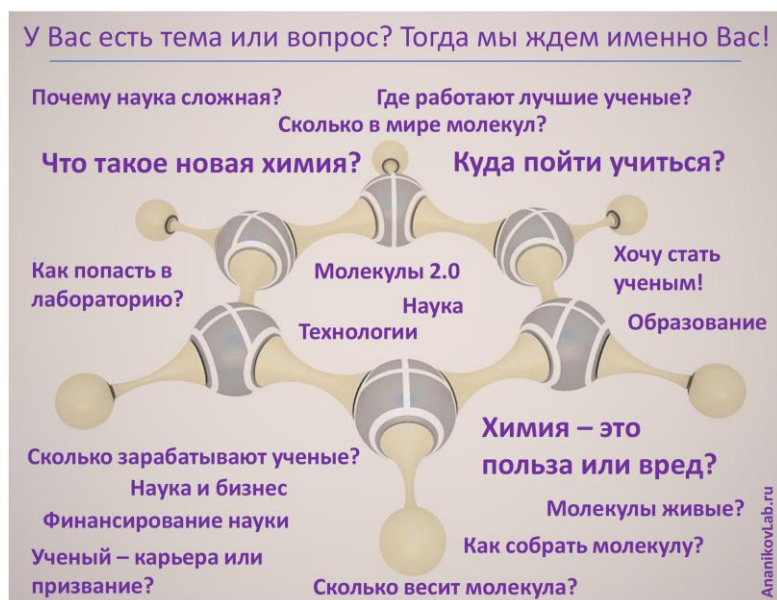 У Вас есть тема или вопрос? Тогда мы ждем именно Вас!
Почему наука сложная?
Где работают лучшие ученые?
Сколько в мире молекул?
Что такое новая химия?
Куда пойти учиться?
Как попасть в
лабораторию?
Молекулы 2.0
Наука
Технологии
Хочу стать
ученым!
Образование
Химия – это
польза или вред?
Сколько зарабатывают ученые?
Наука и бизнес
Финансирование науки
Молекулы живые?
Как собрать молекулу?
Ученый – карьера или
призвание?
Сколько весит молекула?
AnanikovLab.ru